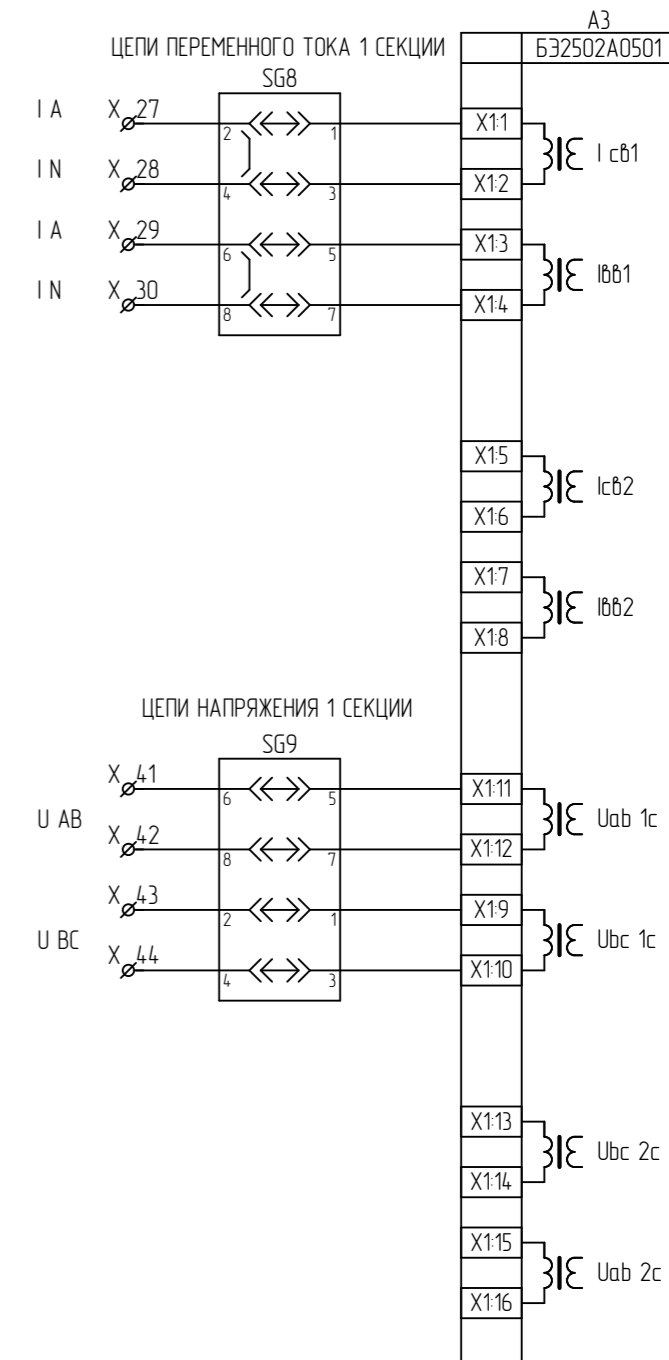 А3
ЦЕПИ ПЕРЕМЕННОГО ТОКА 1 СЕКЦИИ
БЭ2502А0501
SG8
I A X 27 2 1 X1:1
I св1
I N X 28 4 3 X1:2
I A X 29 6 5 X1:3
Iвв1
I N X 30 8 7 X1:4
X1:5
Iсв2
X1:6
X1:7
Iвв2
X1:8
ЦЕПИ НАПРЯЖЕНИЯ 1 СЕКЦИИ
SG9
X 41 6 5 X1:11
U AB Uab 1c
X 42 8 7 X1:12
X 43 2 1 X1:9
U BC Ubc 1c
X 44 4 3 X1:10
X1:13
Ubc 2c
X1:14
X1:15
Uab 2c
X1:16